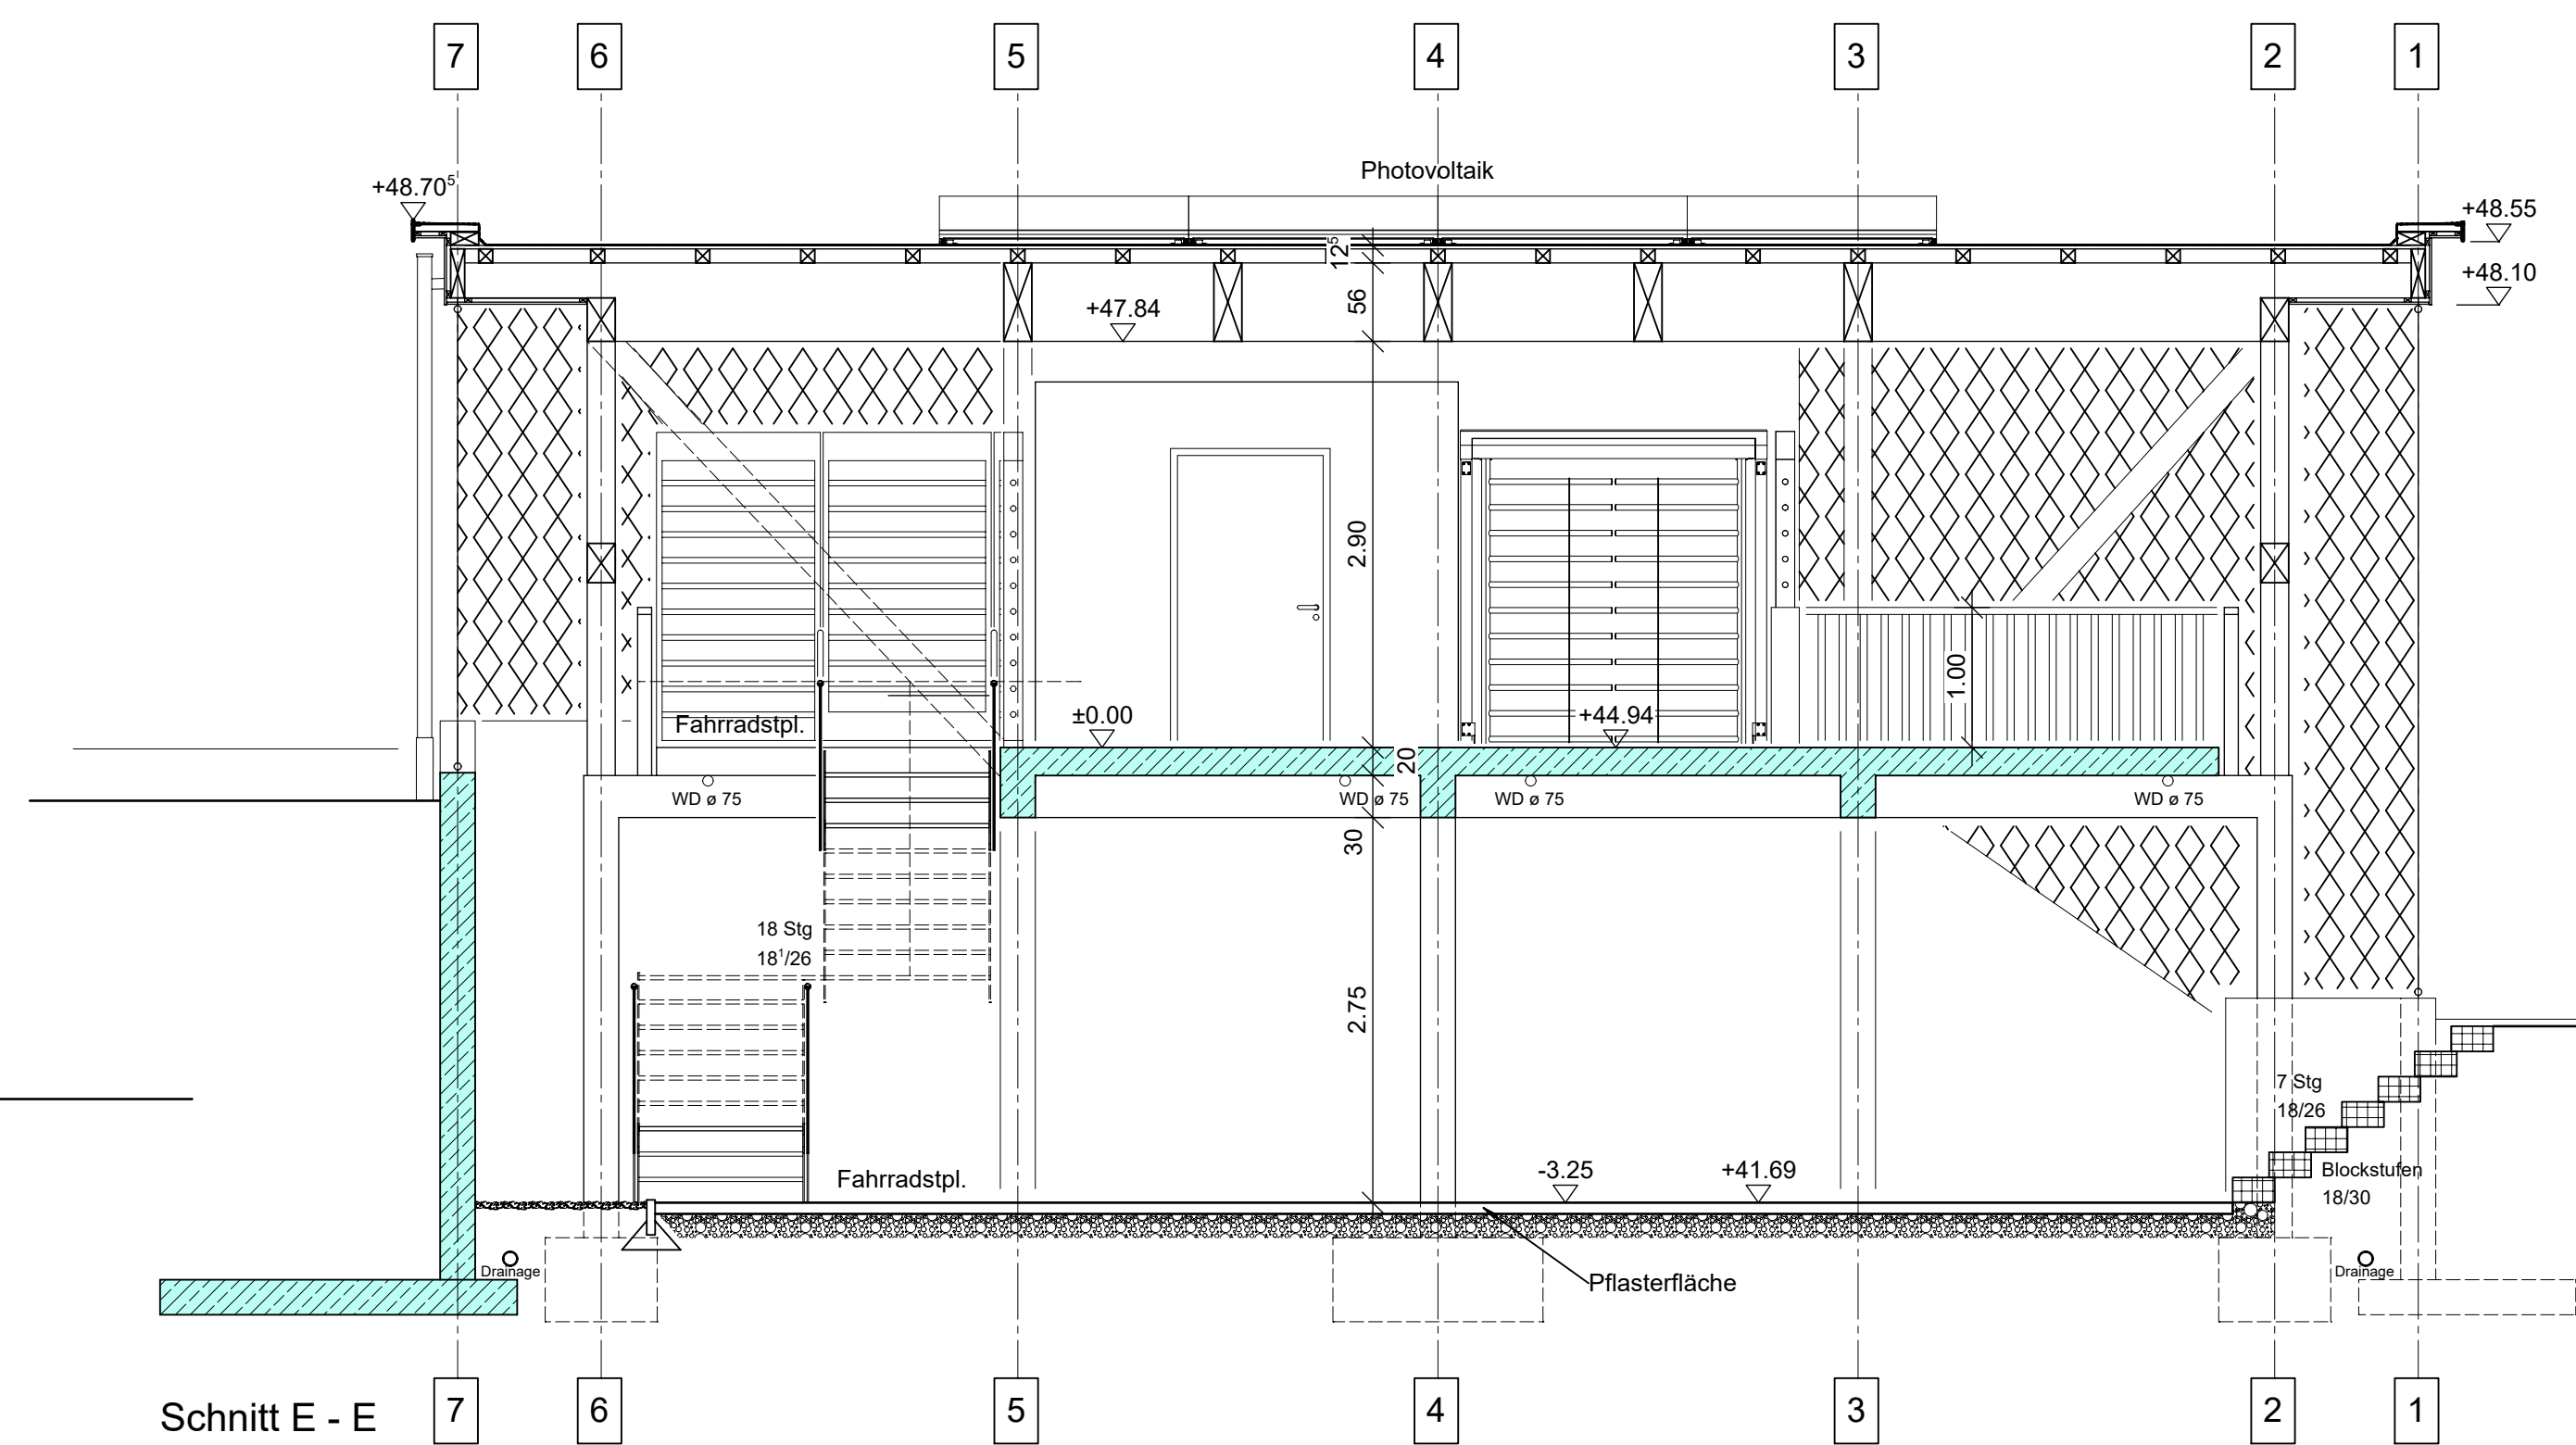 7 6 5 4 3 2 1
Photovoltaik
+48.70⁵
+48.55
12⁵
+48.10
56
+47.84
2.90
1.00
±0.00
+44.94
Fahrradstpl.
20
WD ø 75
WD ø 75
WD ø 75
WD ø 75
30
18 Stg
18¹/26
2.75
7 Stg
18/26
Fahrradstpl.
-3.25
+41.69
Blockstufen
18/30
Drainage
Drainage
Pflasterfläche
Schnitt E - E
7 6 5 4 3 2 1